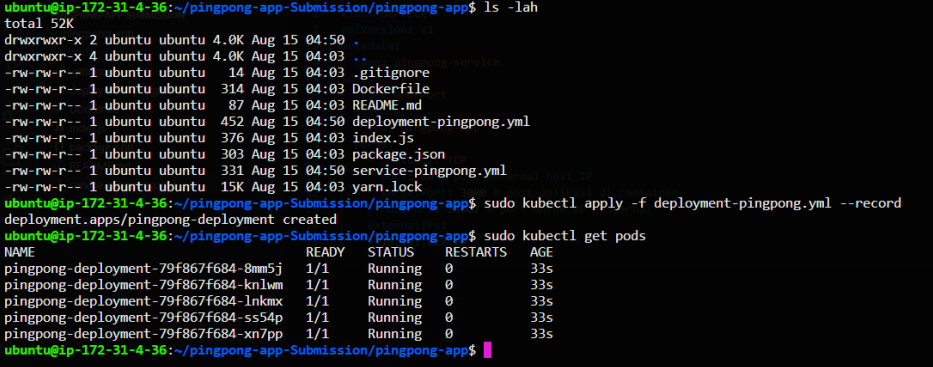 ubuntu@ip-172-31-4-36:~/pingpong-app-Submission/pingpong-app$ ls -lah
total 52K
drwxrwxr-x 2 ubuntu ubuntu 4.0K Aug 15 04:50 .
drwxrwxr-x 4 ubuntu ubuntu 4.0K Aug 15 04:03 ..
-rw-rw-r-- 1 ubuntu ubuntu   14 Aug 15 04:03 .gitignore
-rw-rw-r-- 1 ubuntu ubuntu  314 Aug 15 04:03 Dockerfile
-rw-rw-r-- 1 ubuntu ubuntu   87 Aug 15 04:03 README.md
-rw-rw-r-- 1 ubuntu ubuntu  452 Aug 15 04:50 deployment-pingpong.yml
-rw-rw-r-- 1 ubuntu ubuntu  376 Aug 15 04:03 index.js
-rw-rw-r-- 1 ubuntu ubuntu  303 Aug 15 04:03 package.json
-rw-rw-r-- 1 ubuntu ubuntu  331 Aug 15 04:50 service-pingpong.yml
-rw-rw-r-- 1 ubuntu ubuntu  15K Aug 15 04:03 yarn.lock
ubuntu@ip-172-31-4-36:~/pingpong-app-Submission/pingpong-app$ sudo kubectl apply -f deployment-pingpong.yml --record
deployment.apps/pingpong-deployment created
ubuntu@ip-172-31-4-36:~/pingpong-app-Submission/pingpong-app$ sudo kubectl get pods
NAME                                   READY   STATUS    RESTARTS   AGE
pingpong-deployment-79f867f684-8mm5j   1/1     Running   0          33s
pingpong-deployment-79f867f684-knlwm   1/1     Running   0          33s
pingpong-deployment-79f867f684-lnkmx   1/1     Running   0          33s
pingpong-deployment-79f867f684-ss54p   1/1     Running   0          33s
pingpong-deployment-79f867f684-xn7pp   1/1     Running   0          33s
ubuntu@ip-172-31-4-36:~/pingpong-app-Submission/pingpong-app$